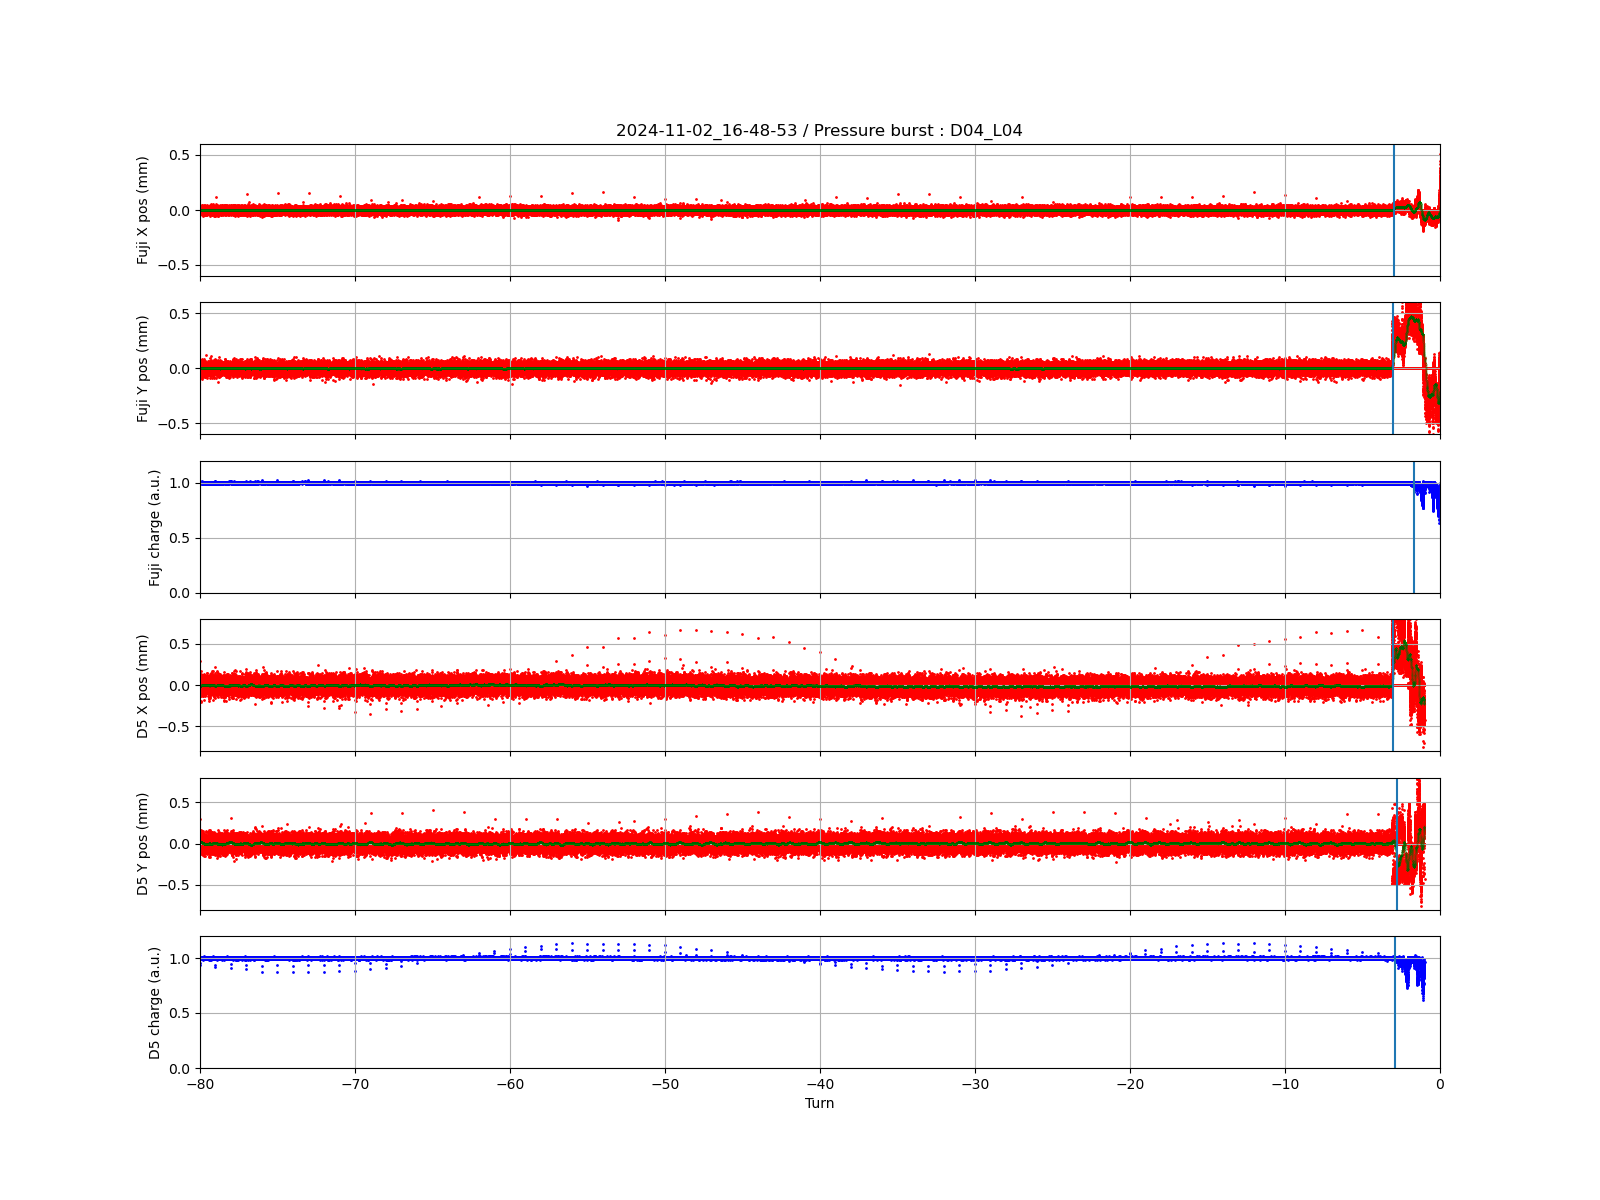 2024-11-02_16-48-53 / Pressure burst : D04_L04
Fuji X pos (mm)
0.5
0.0
−0.5
Fuji Y pos (mm)
0.5
0.0
−0.5
Fuji charge (a.u.)
1.0
0.5
0.0
D5 X pos (mm)
0.5
0.0
−0.5
D5 Y pos (mm)
0.5
0.0
−0.5
D5 charge (a.u.)
1.0
0.5
0.0
−80 −70 −60 −50 −40 −30 −20 −10 0
Turn